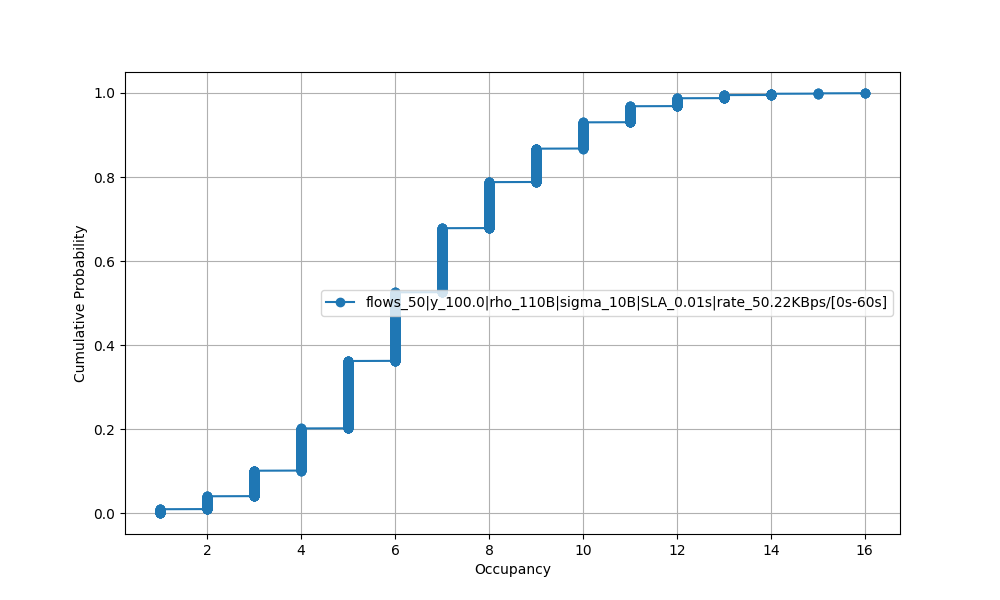 1.0
0.8
0.6
0.4
0.2
0.0
Cumulative Probability
flows_50|y_100.0|rho_110B|sigma_10B|SLA_0.01s|rate_50.22KBps/[0s-60s]
2 4 6 8 10 12 14 16
Occupancy